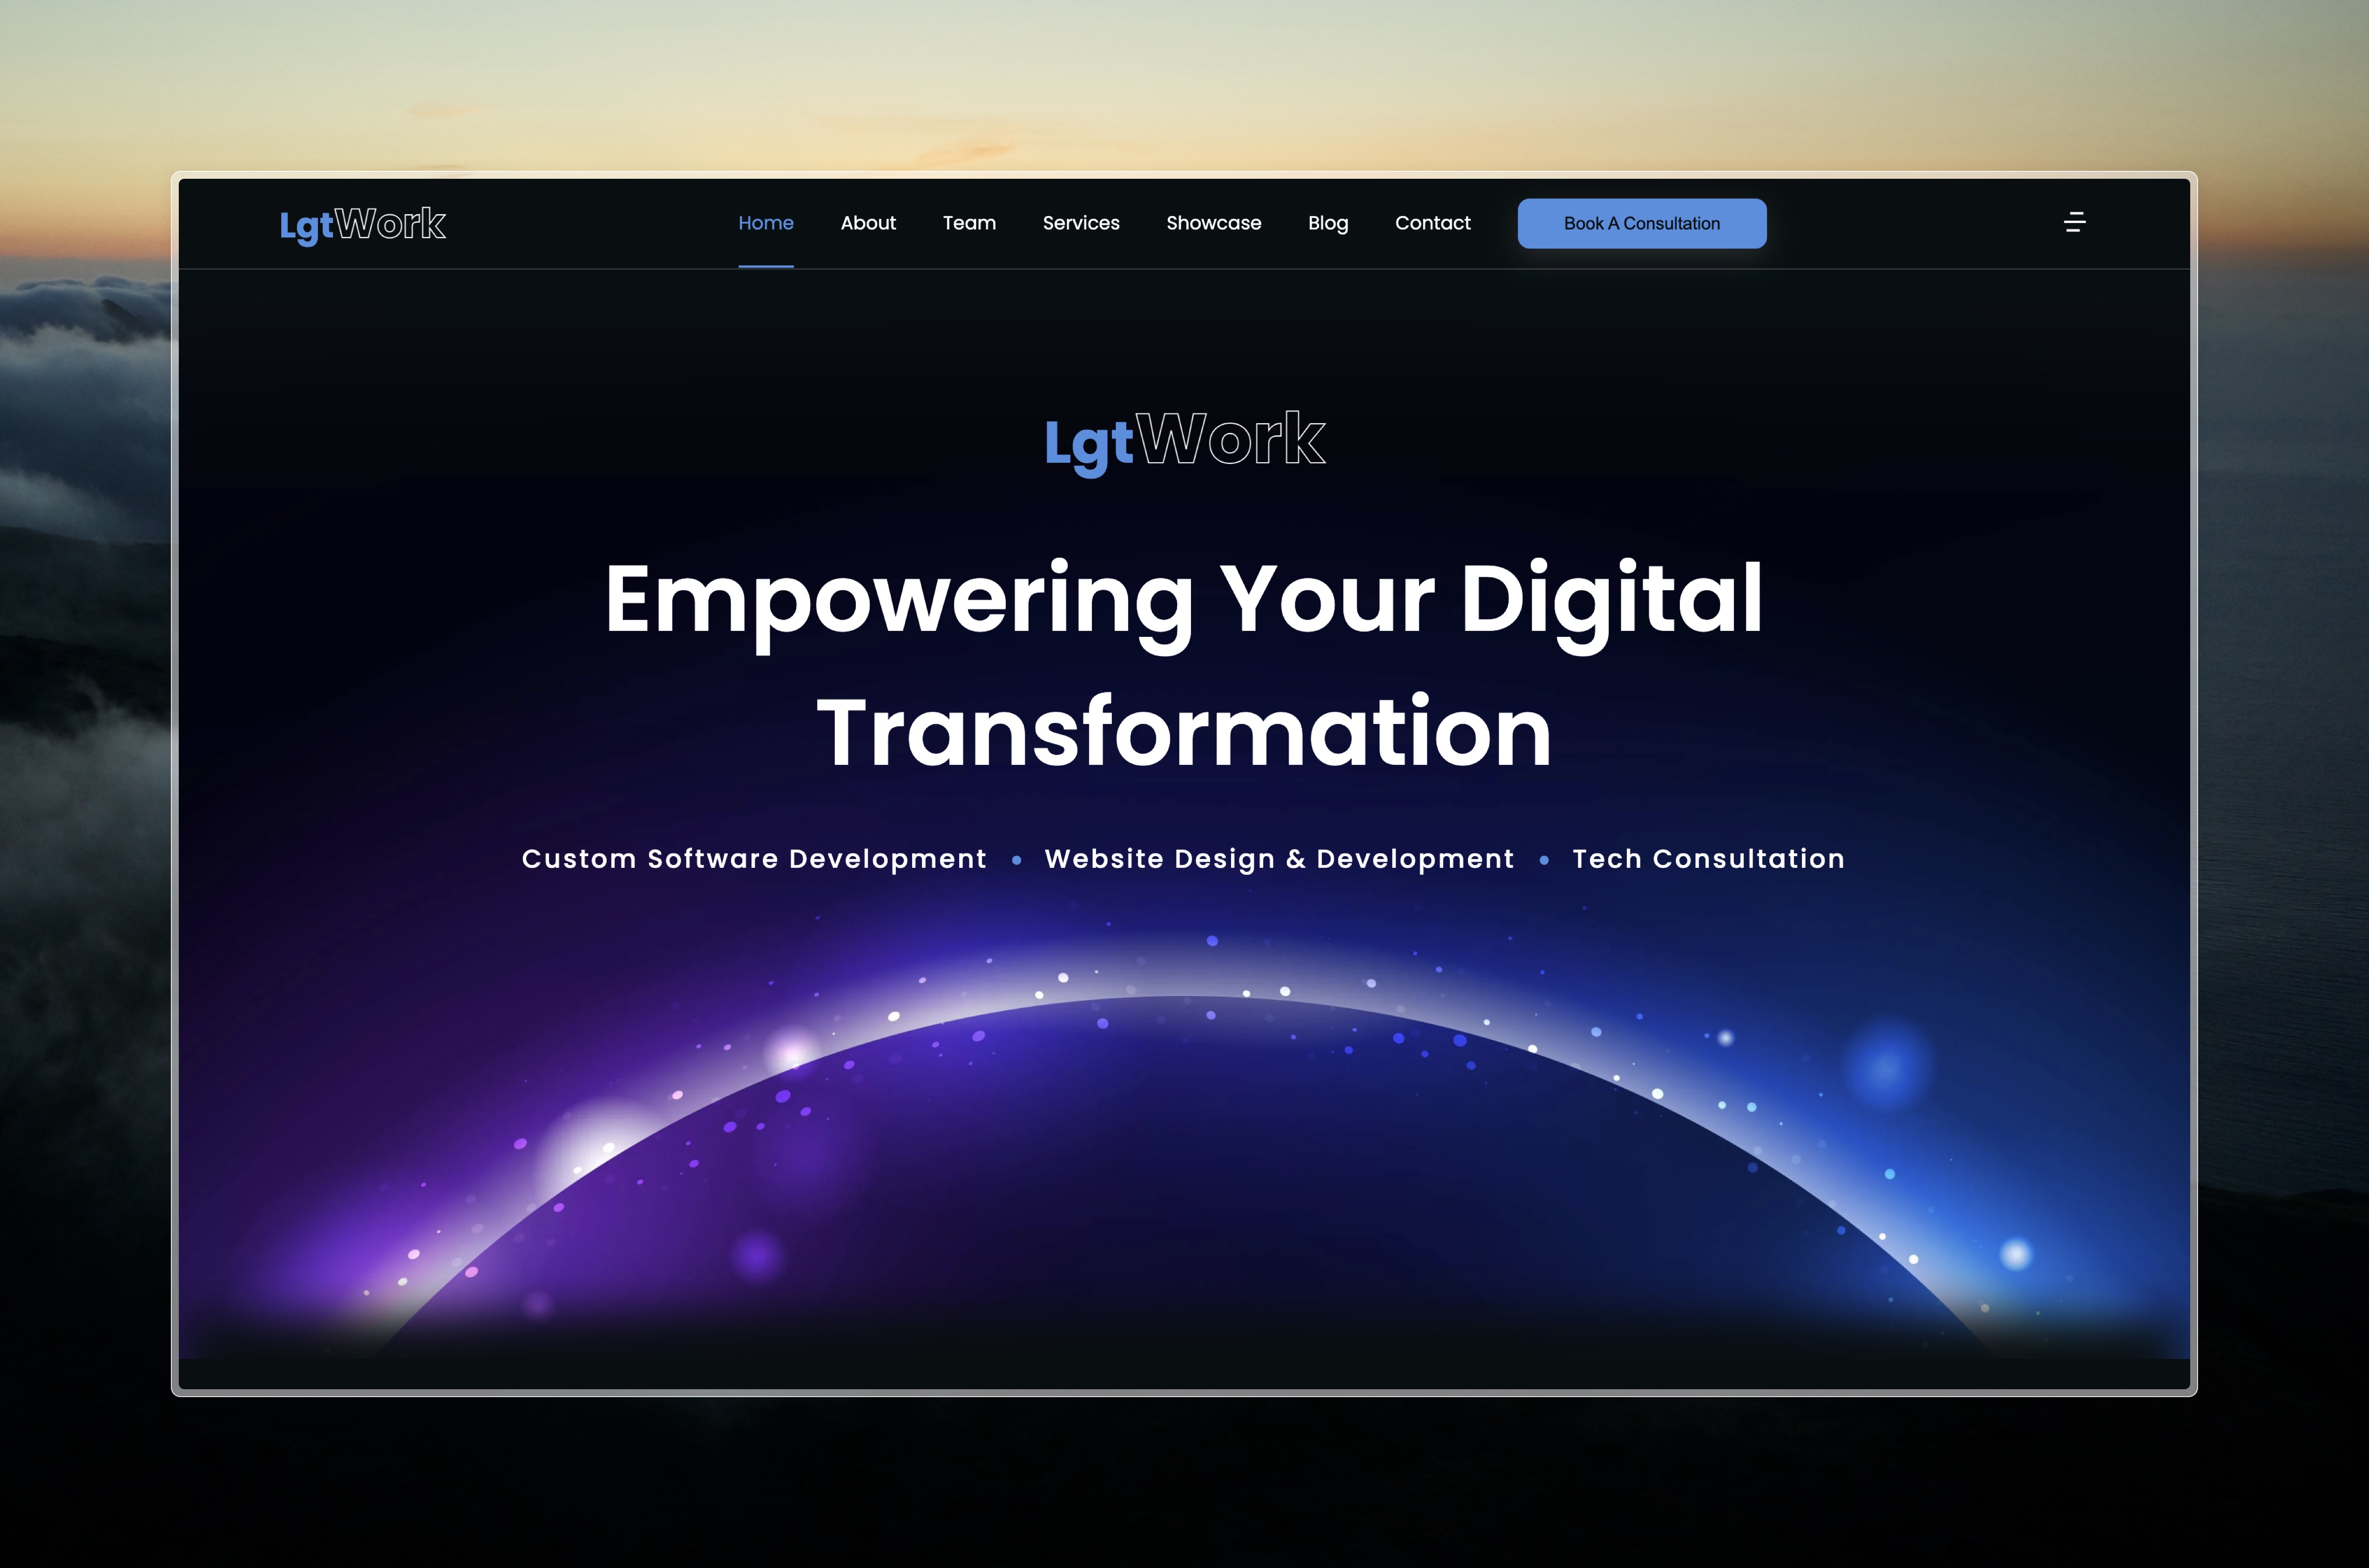 LgtWork
Home About Team Services Showcase Blog Contact Book A Consultation
LgtWork
Empowering Your Digital
Transformation
Custom Software Development • Website Design & Development • Tech Consultation